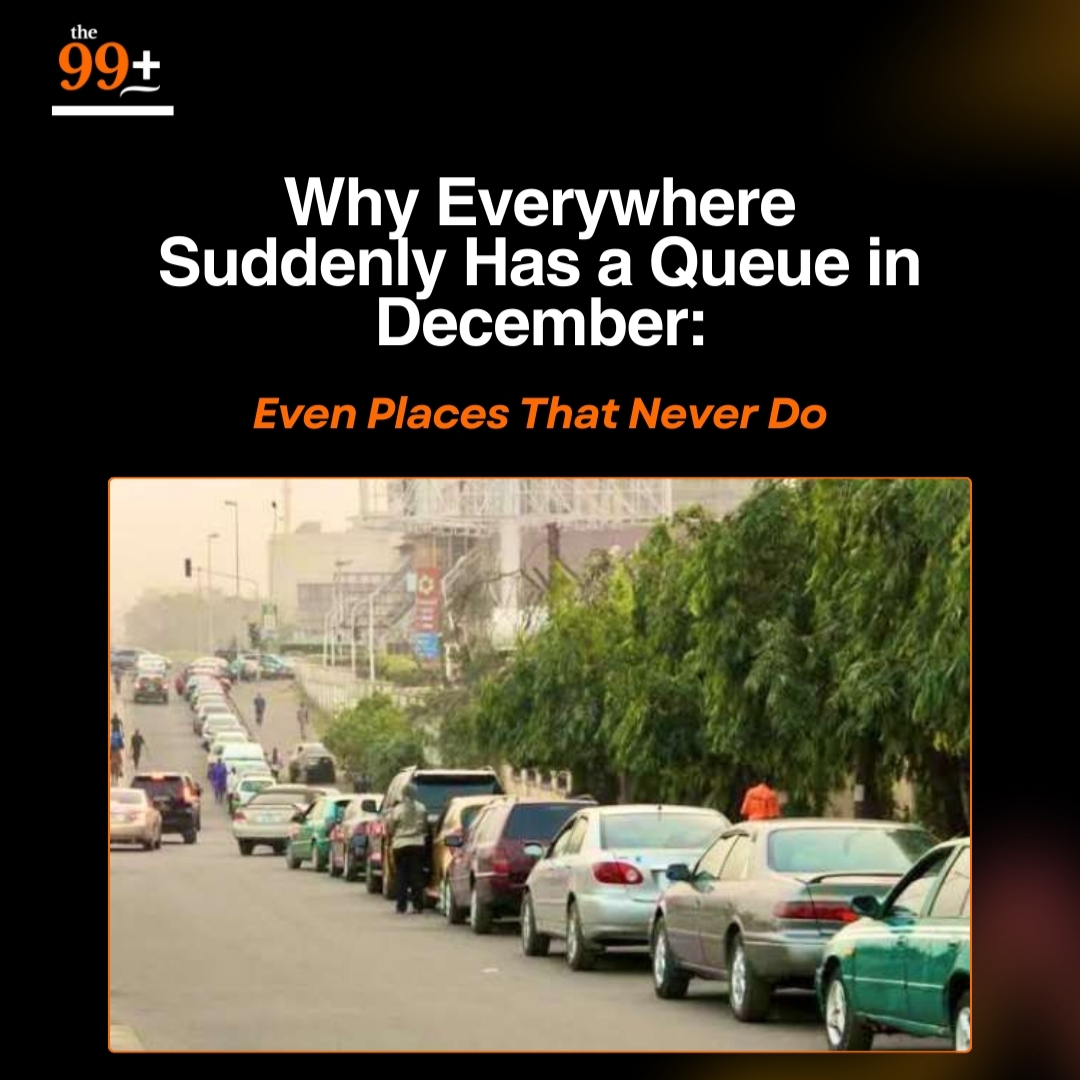 the
99+
Why Everywhere
Suddenly Has a Queue in
December:
Even Places That Never Do